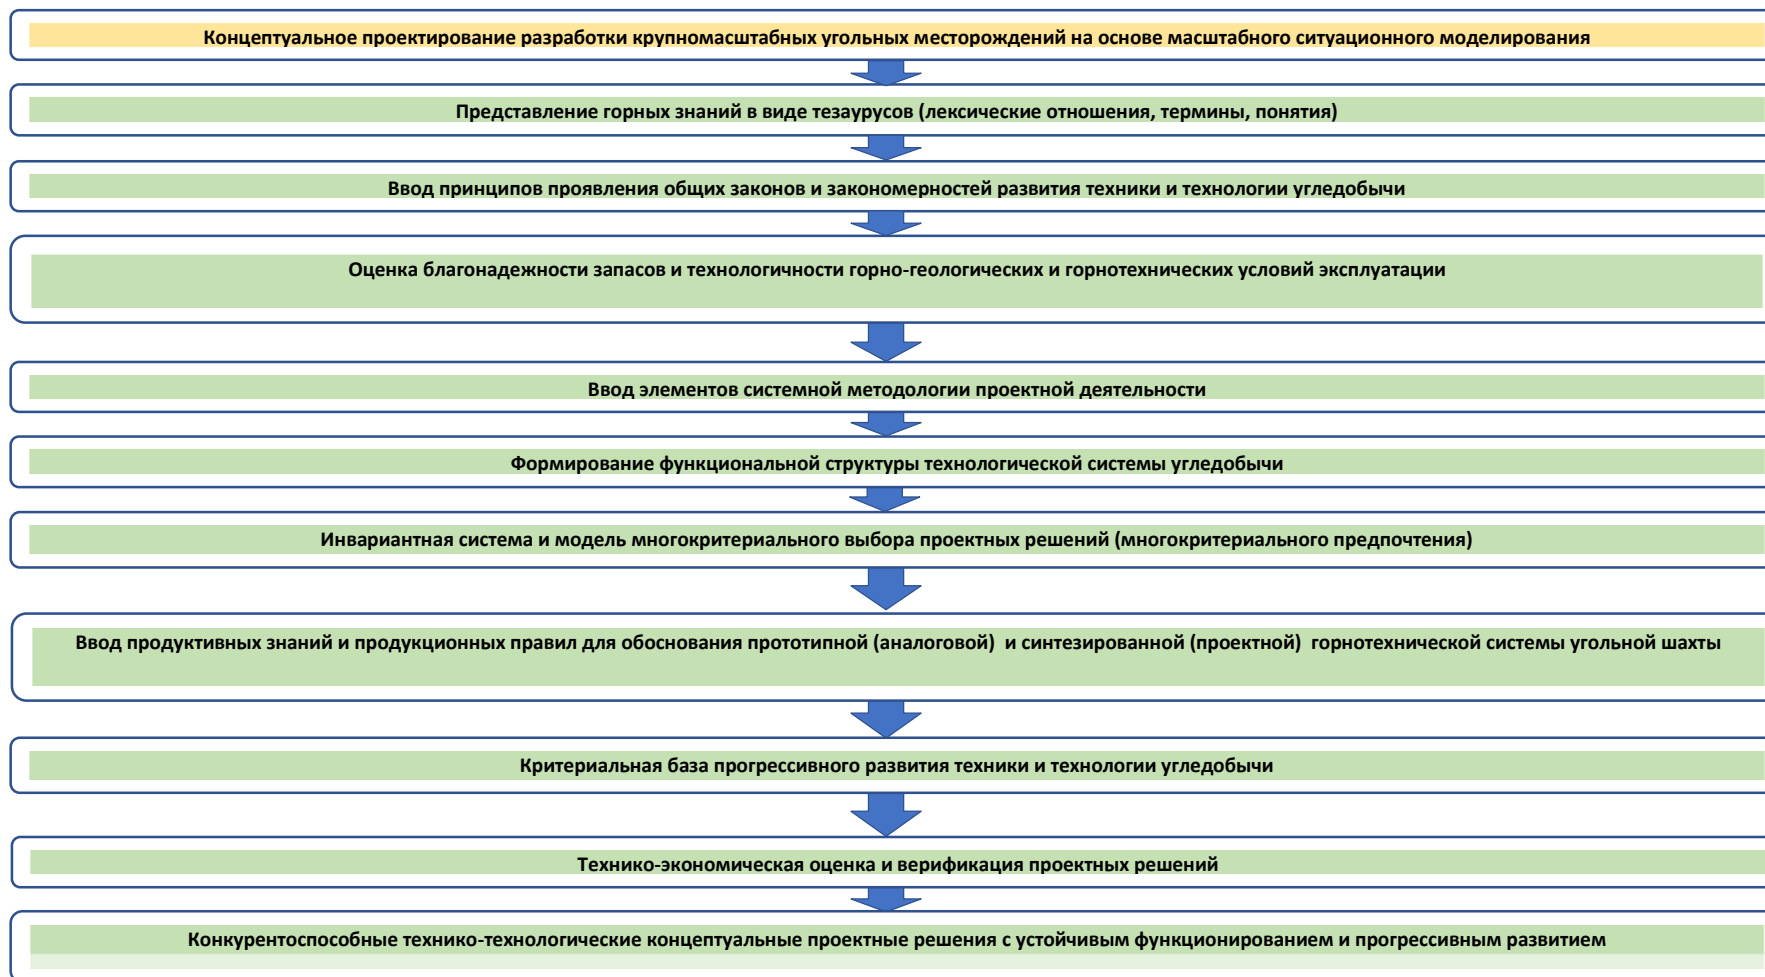 Концептуальное проектирование разработки крупномасштабных угольных месторождений на основе масштабного ситуационного моделирования
Представление горных знаний в виде тезаурусов (лексические отношения, термины, понятия)
Ввод принципов проявления общих законов и закономерностей развития техники и технологии угледобычи
Оценка благонадежности запасов и технологичности горно-геологических и горнотехнических условий эксплуатации
Ввод элементов системной методологии проектной деятельности
Формирование функциональной структуры технологической системы угледобычи
Инвариантная система и модель многокритериального выбора проектных решений (многокритериального предпочтения)
Ввод продуктивных знаний и продукционных правил для обоснования прототипной (аналоговой) и синтезированной (проектной) горнотехнической системы угольной шахты
Критериальная база прогрессивного развития техники и технологии угледобычи
Технико-экономическая оценка и верификация проектных решений
Конкурентоспособные технико-технологические концептуальные проектные решения с устойчивым функционированием и прогрессивным развитием